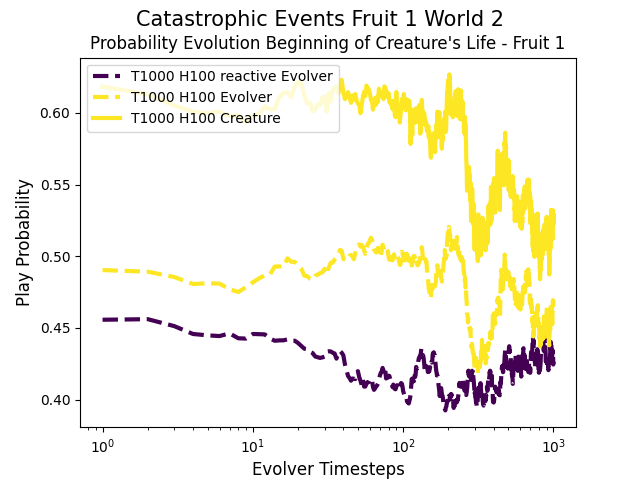 Catastrophic Events Fruit 1 World 2
Probability Evolution Beginning of Creature's Life - Fruit 1
T1000 H100 reactive Evolver
T1000 H100 Evolver
T1000 H100 Creature
Play Probability
0.60
0.55
0.50
0.45
0.40
10⁰ 10¹ 10² 10³
Evolver Timesteps